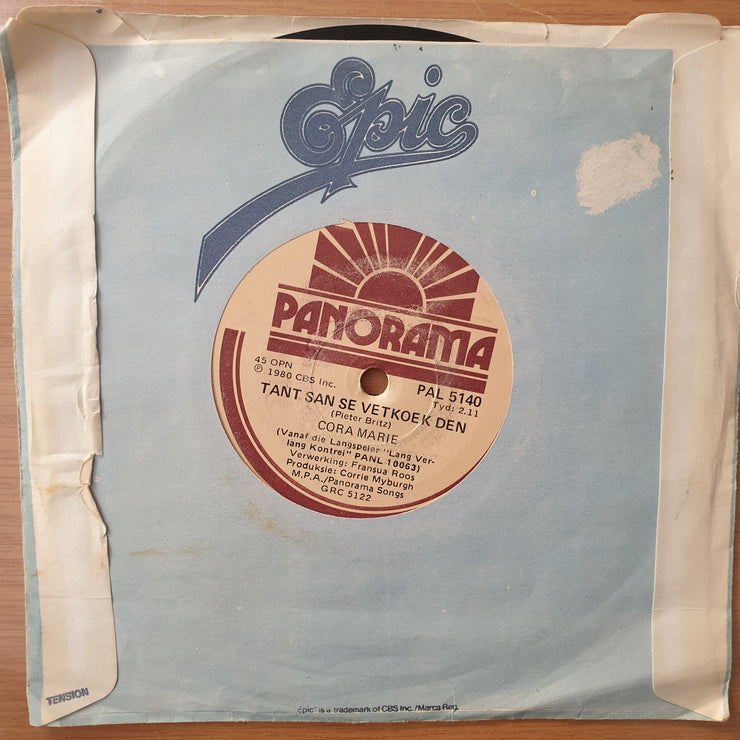 Epic
PANORAMA
45 OPN
℗ 1980 CBS Inc.
PAL 5140
Tyd: 2.11
TANT SAN SE VETKOEK DEN
(Pieter Britz)
CORA MARIE
(Vanaf die Langspeler "Lang Ver-
lang Kontrei" PANL 10063)
Verwerking: Fransua Roos
Produksie: Corrie Myburgh
M.P.A./Panorama Songs
GRC 5122
TENSION
Epic" is a trademark of CBS Inc. /Marca Reg.